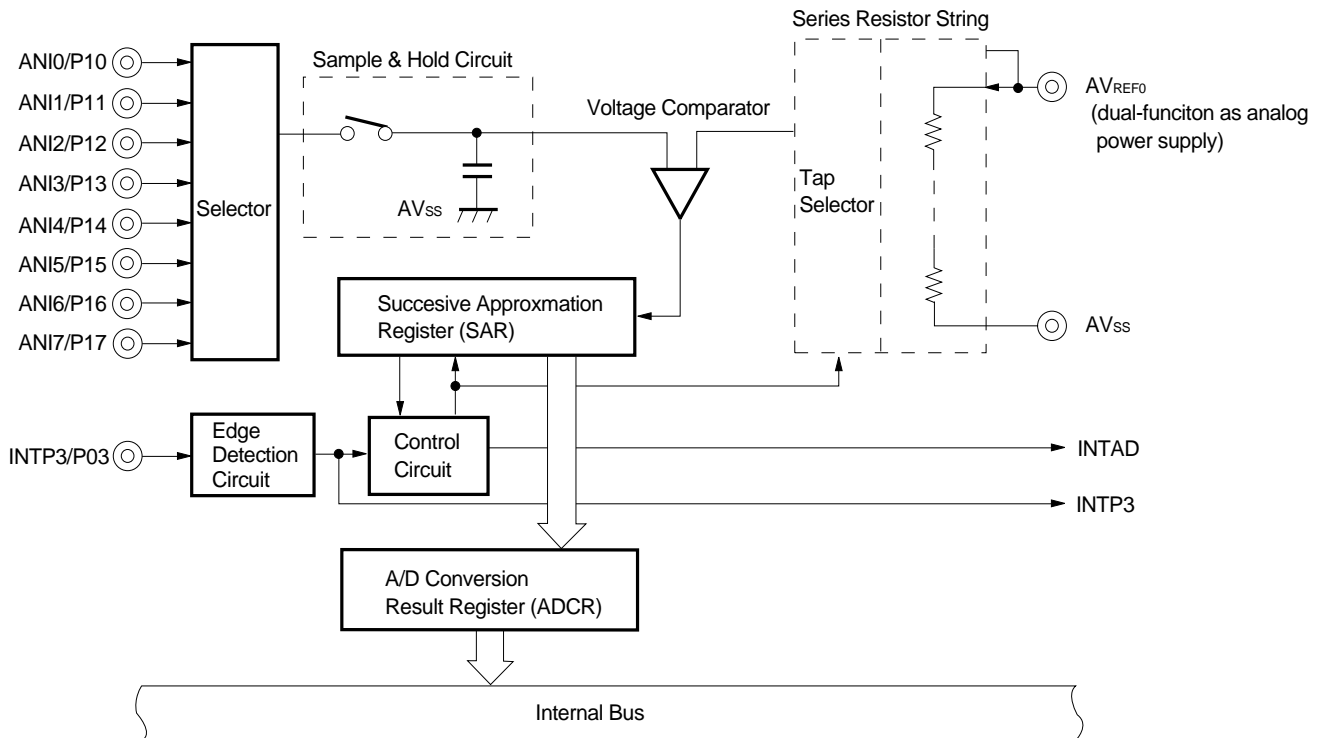 Series Resistor String
ANI0/P10
ANI1/P11
ANI2/P12
ANI3/P13
ANI4/P14
ANI5/P15
ANI6/P16
ANI7/P17
Selector
Sample & Hold Circuit
AVSS
Voltage Comparator
Tap
Selector
AVREF0
(dual-funciton as analog
power supply)
AVSS
Succesive Approxmation
Register (SAR)
INTP3/P03
Edge
Detection
Circuit
Control
Circuit
INTAD
INTP3
A/D Conversion
Result Register (ADCR)
Internal Bus